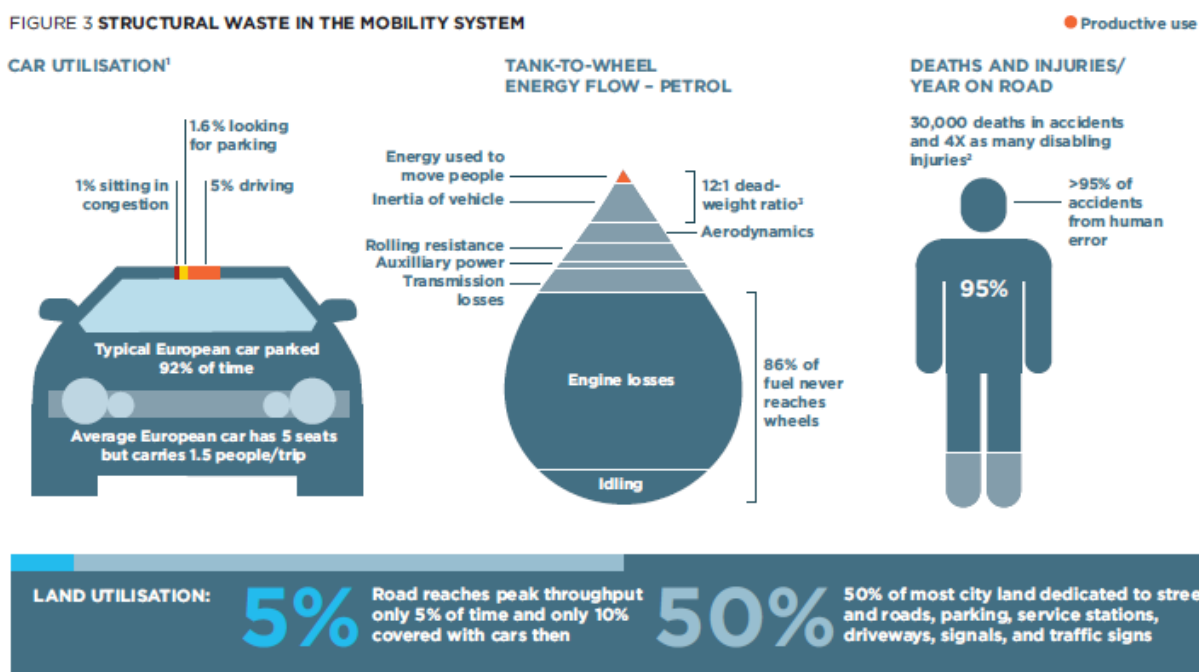 FIGURE 3 STRUCTURAL WASTE IN THE MOBILITY SYSTEM
Productive use
CAR UTILISATION¹
1.6% looking
for parking
1% sitting in
congestion
5% driving
Typical European car parked
92% of time
Average European car has 5 seats
but carries 1.5 people/trip
TANK-TO-WHEEL
ENERGY FLOW – PETROL
Energy used to
move people
Inertia of vehicle
12:1 dead-
weight ratio³
Aerodynamics
Rolling resistance
Auxilliary power
Transmission
losses
Engine losses
86% of
fuel never
reaches
wheels
Idling
DEATHS AND INJURIES/
YEAR ON ROAD
30,000 deaths in accidents
and 4X as many disabling
injuries²
>95% of
accidents
from human
error
95%
LAND UTILISATION:
5%
Road reaches peak throughput
only 5% of time and only 10%
covered with cars then
50%
50% of most city land dedicated to stree
and roads, parking, service stations,
driveways, signals, and traffic signs